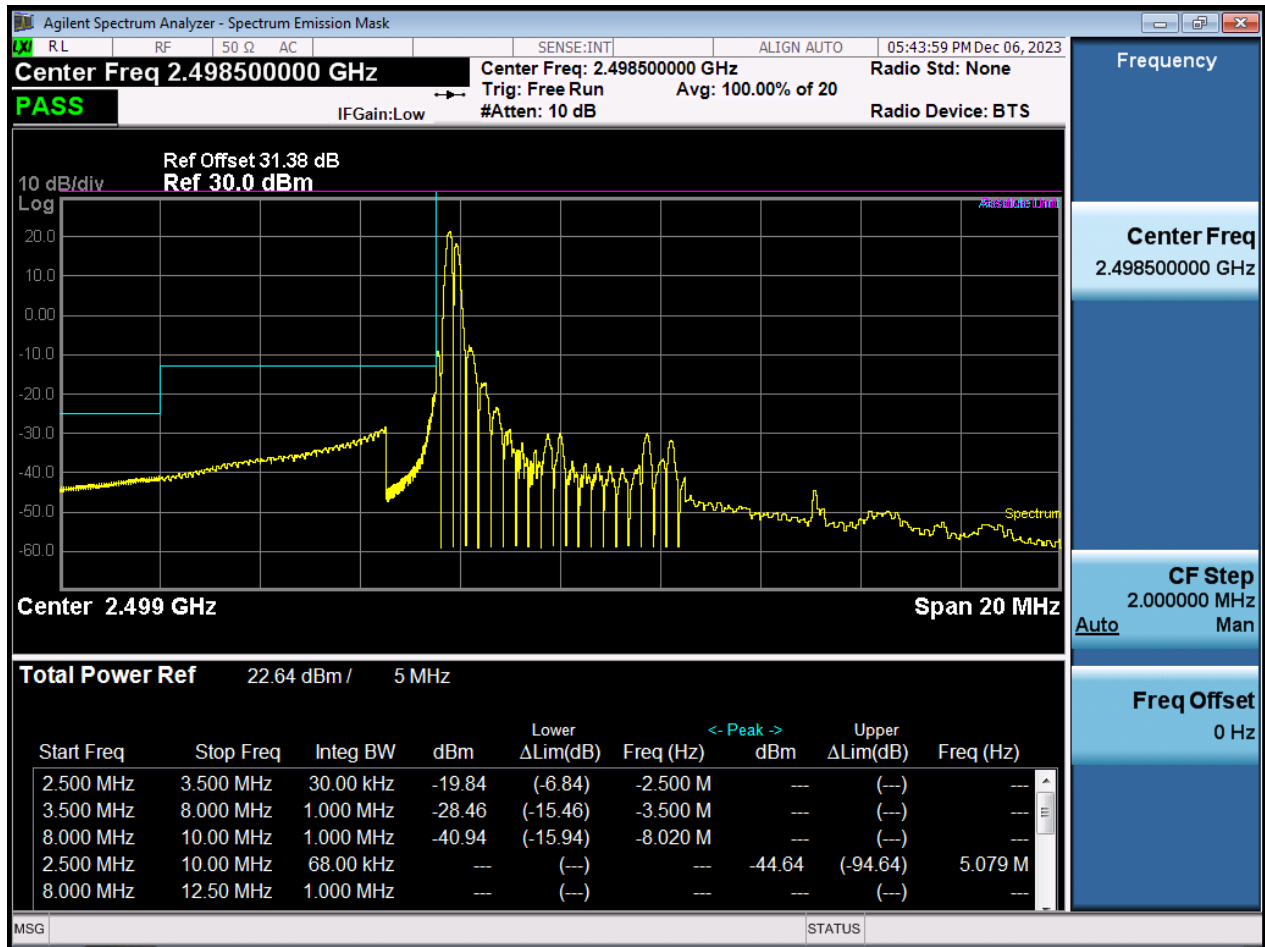 Agilent Spectrum Analyzer - Spectrum Emission Mask
LXI RL RF 50 Ω AC SENSE:INT ALIGN AUTO 05:43:59 PM Dec 06, 2023
Center Freq 2.498500000 GHz
Center Freq: 2.498500000 GHz Radio Std: None
Trig: Free Run Avg: 100.00% of 20
PASS
IFGain:Low #Atten: 10 dB Radio Device: BTS
Ref Offset 31.38 dB
10 dB/div Ref 30.0 dBm
Log
Absolute Limit
20.0
10.0
0.00
-10.0
-20.0
-30.0
-40.0
-50.0
Spectrum
-60.0
Center 2.499 GHz Span 20 MHz
Total Power Ref 22.64 dBm / 5 MHz
Lower <- Peak -> Upper
Start Freq Stop Freq Integ BW dBm ΔLim(dB) Freq (Hz) dBm ΔLim(dB) Freq (Hz)
2.500 MHz 3.500 MHz 30.00 kHz -19.84 (-6.84) -2.500 M --- (---) ---
3.500 MHz 8.000 MHz 1.000 MHz -28.46 (-15.46) -3.500 M --- (---) ---
8.000 MHz 10.00 MHz 1.000 MHz -40.94 (-15.94) -8.020 M --- (---) ---
2.500 MHz 10.00 MHz 68.00 kHz --- (---) --- -44.64 (-94.64) 5.079 M
8.000 MHz 12.50 MHz 1.000 MHz --- (---) --- --- (---) ---
MSG STATUS
Frequency
Center Freq
2.498500000 GHz
CF Step
2.000000 MHz
Auto Man
Freq Offset
0 Hz